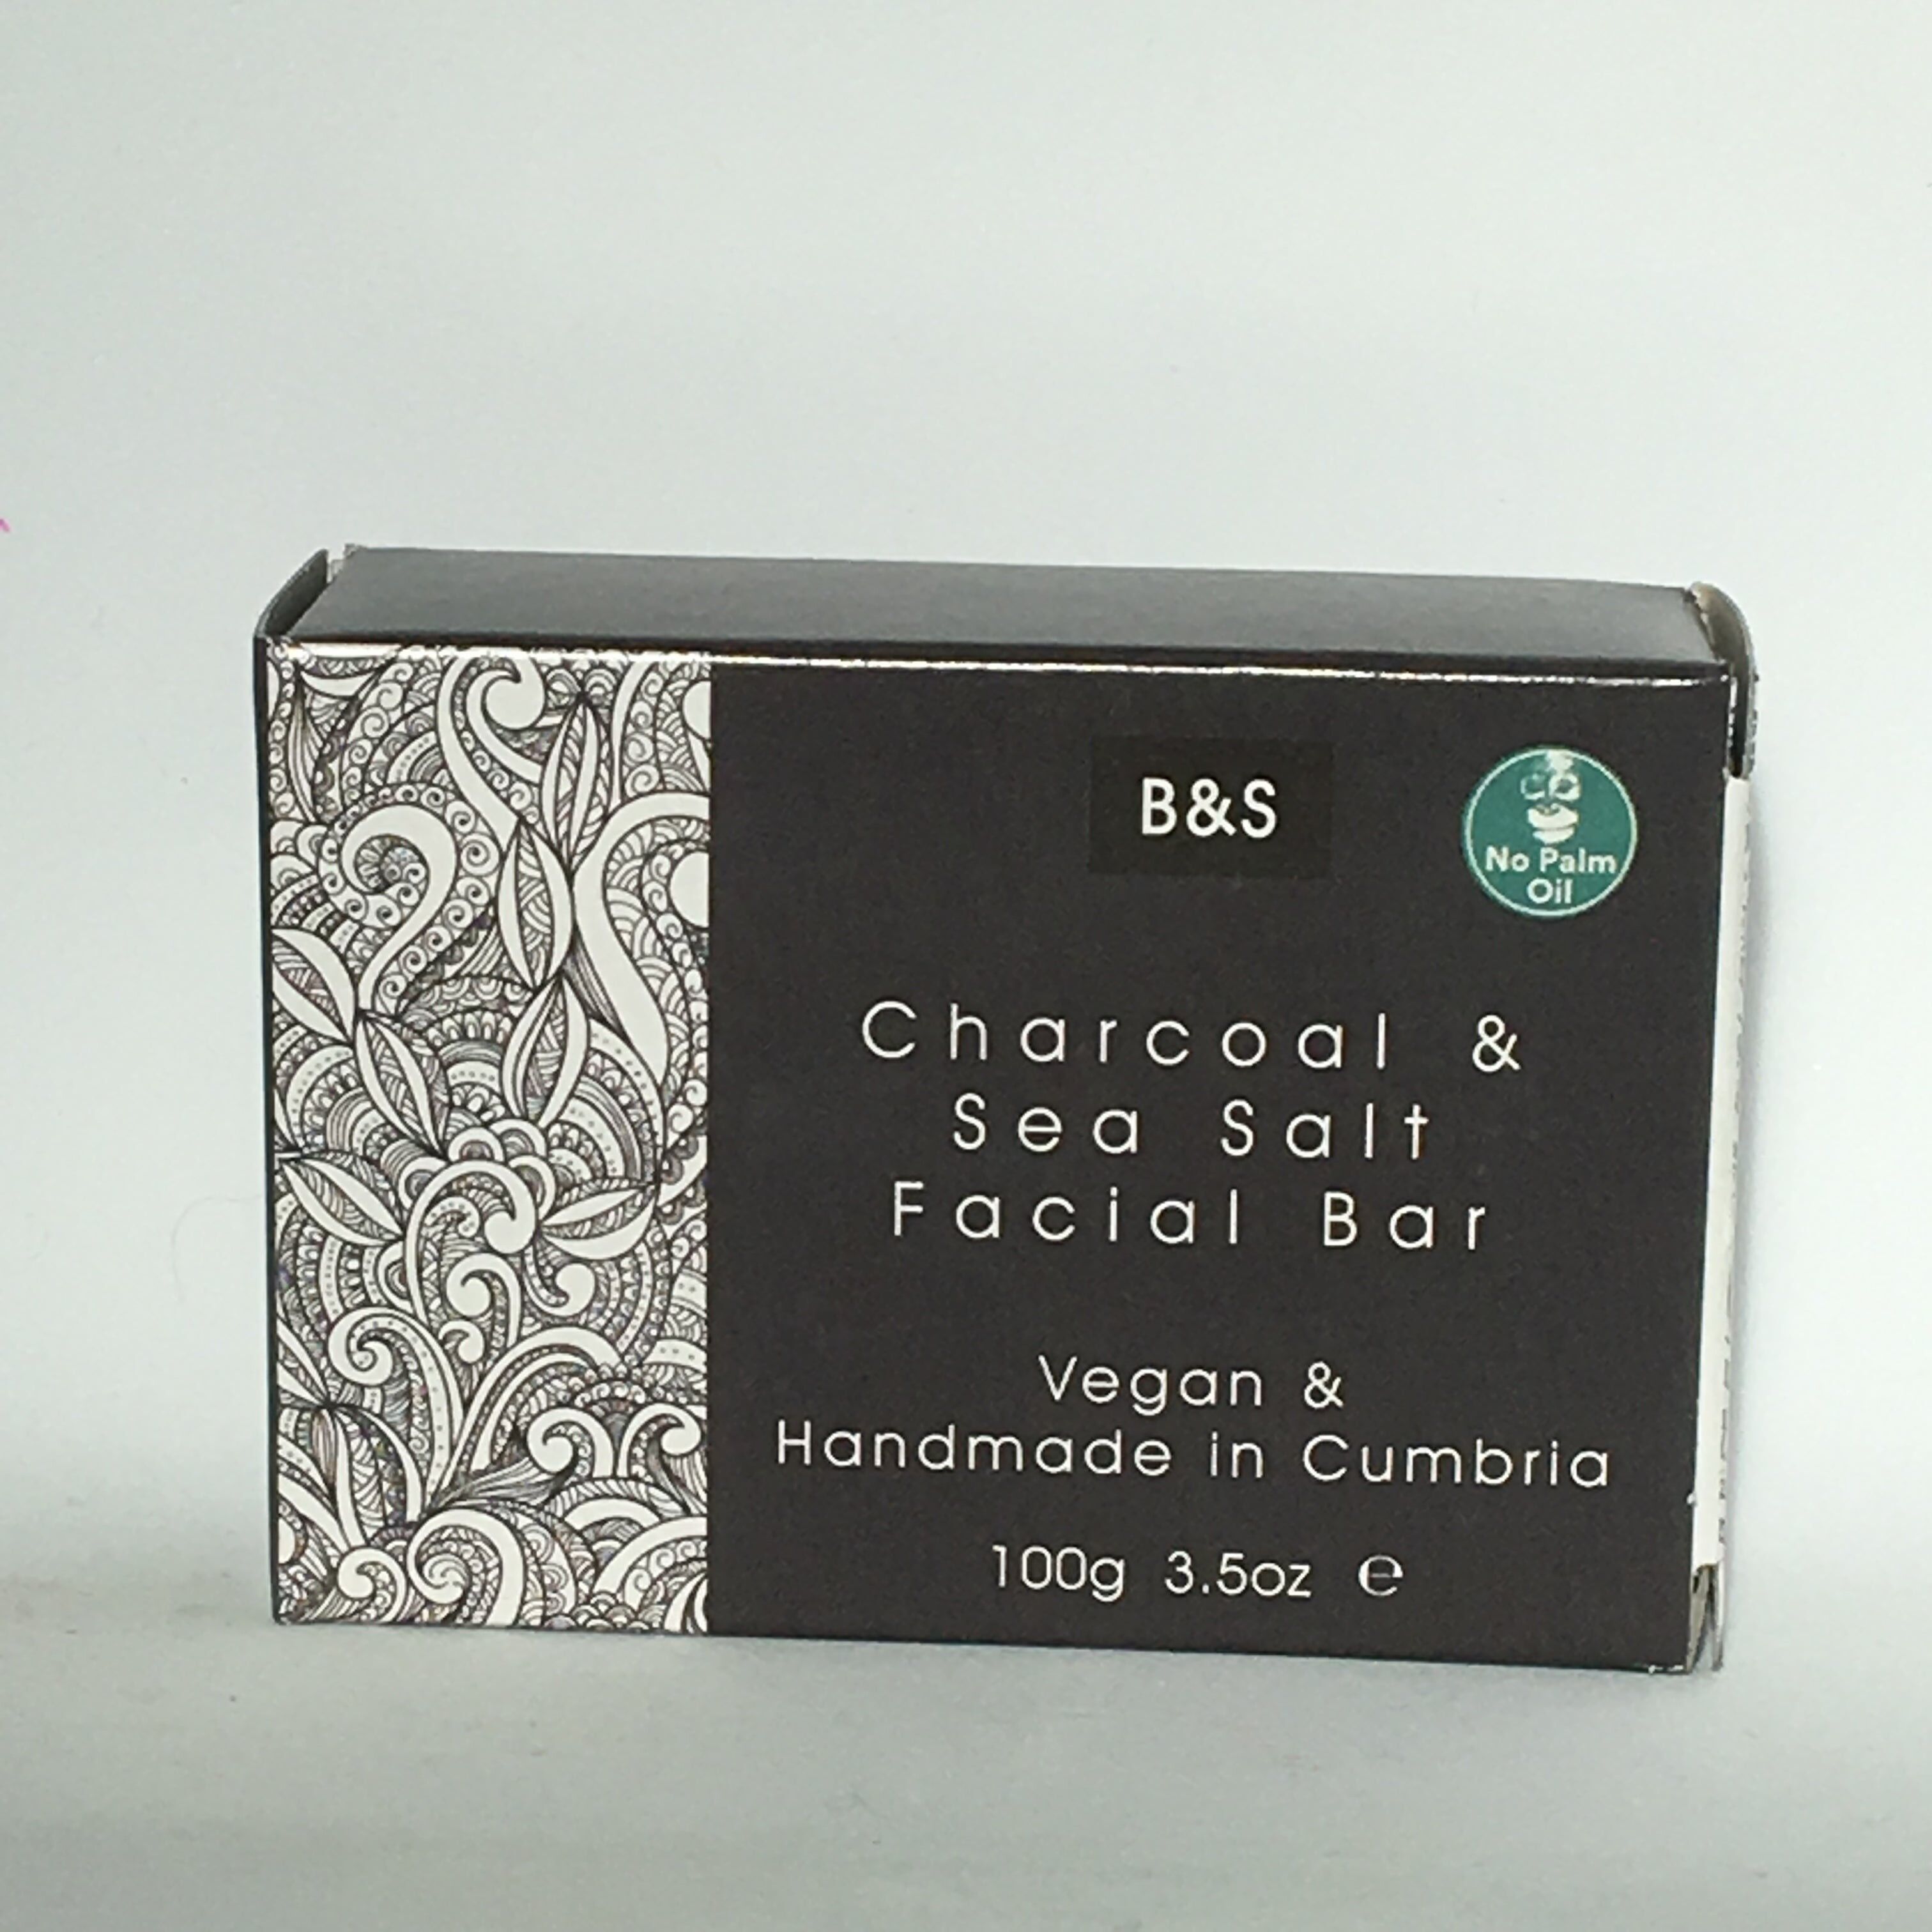 B&S
No Palm
Oil
Charcoal &
Sea Salt
Facial Bar
Vegan &
Handmade in Cumbria
100g 3.5oz ℮